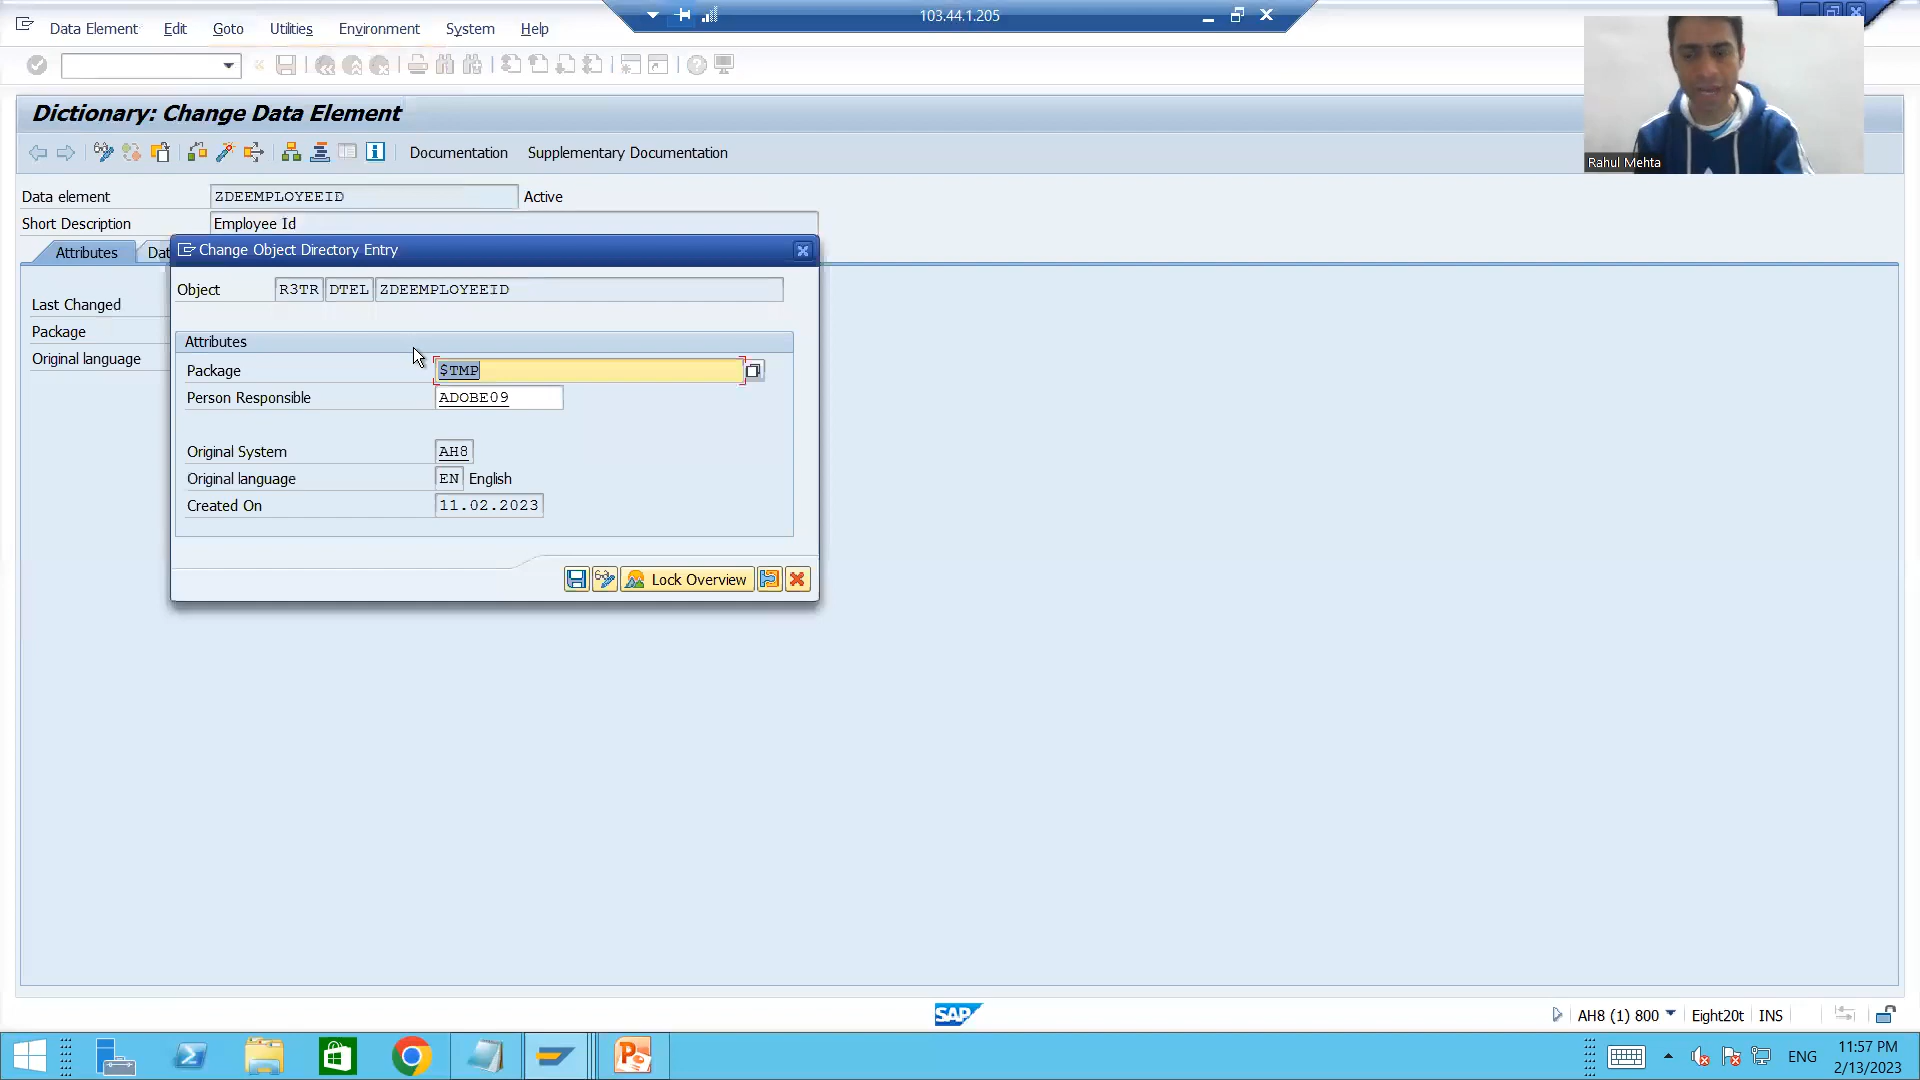 103.44.1.205
Data Element Edit Goto Utilities Environment System Help
Dictionary: Change Data Element
Documentation Supplementary Documentation
Rahul Mehta
Data element ZDEEMPLOYEEID Active
Short Description Employee Id
Attributes Dat
Last Changed
Package
Original language
Change Object Directory Entry
Object R3TR DTEL ZDEEMPLOYEEID
Attributes
Package $TMP
Person Responsible ADOBE09
Original System AH8
Original language EN English
Created On 11.02.2023
Lock Overview
SAP AH8 (1) 800 Eight20t INS
ENG 11:57 PM
2/13/2023